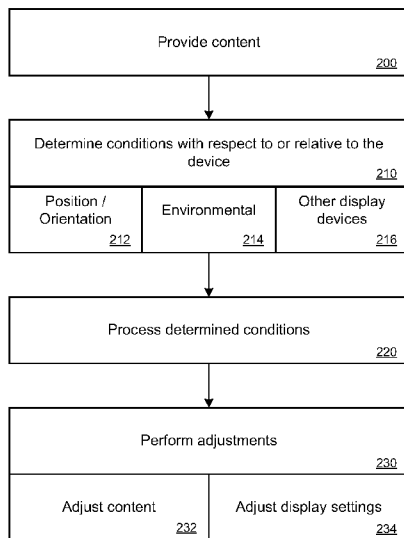 Provide content
200
Determine conditions with respect to or relative to the
device
210
Position /
Orientation
212
Environmental
214
Other display
devices
216
Process determined conditions
220
Perform adjustments
230
Adjust content
232
Adjust display settings
234